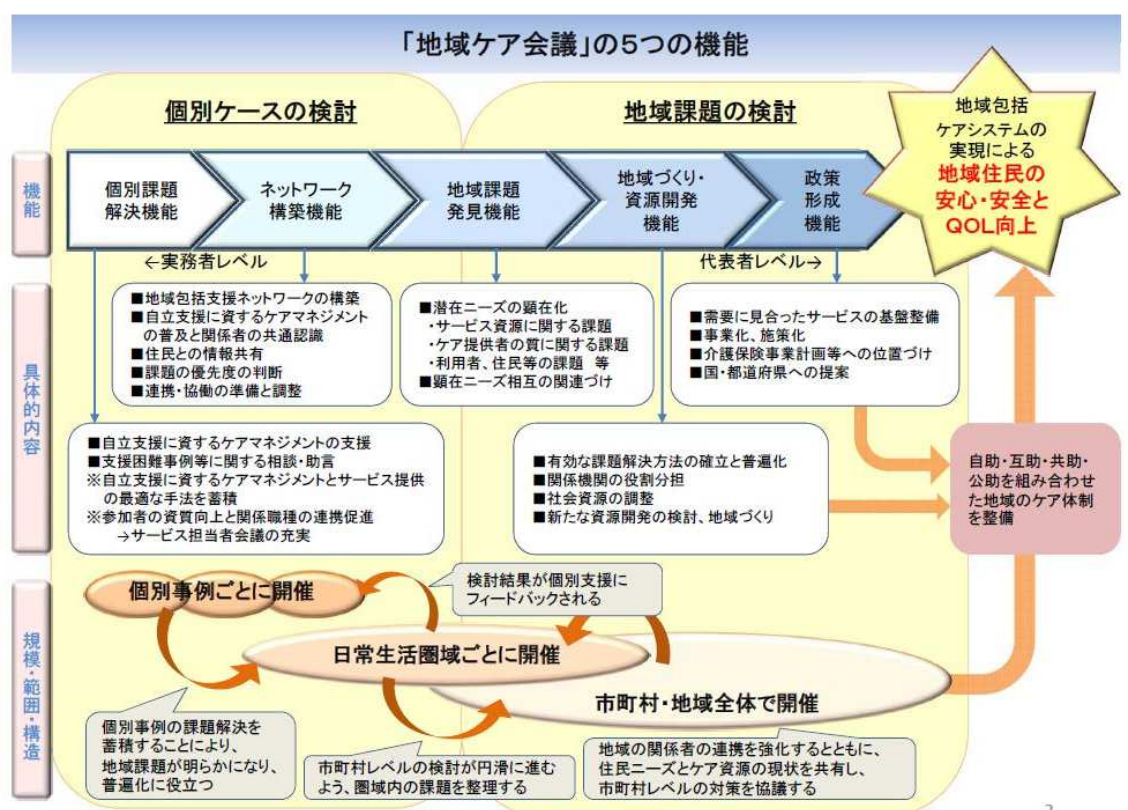 「地域ケア会議」の5つの機能
個別ケースの検討
地域課題の検討
地域包括
ケアシステムの
実現による
地域住民の
安心・安全と
QOL向上
機能
個別課題
解決機能
ネットワーク
構築機能
地域課題
発見機能
地域づくり・
資源開発
機能
政策
形成
機能
←実務者レベル
代表者レベル→
具体的内容
■地域包括支援ネットワークの構築
■自立支援に資するケアマネジメント
の普及と関係者の共通認識
■住民との情報共有
■課題の優先度の判断
■連携・協働の準備と調整
■潜在ニーズの顕在化
・サービス資源に関する課題
・ケア提供者の質に関する課題
・利用者、住民等の課題 等
■顕在ニーズ相互の関連づけ
■需要に見合ったサービスの基盤整備
■事業化、施策化
■介護保険事業計画等への位置づけ
■国・都道府県への提案
■自立支援に資するケアマネジメントの支援
■支援困難事例等に関する相談・助言
※自立支援に資するケアマネジメントとサービス提供
の最適な手法を蓄積
※参加者の資質向上と関係職種の連携促進
→サービス担当者会議の充実
■有効な課題解決方法の確立と普遍化
■関係機関の役割分担
■社会資源の調整
■新たな資源開発の検討、地域づくり
自助・互助・共助・
公助を組み合わせ
た地域のケア体制
を整備
規模・範囲・構造
個別事例ごとに開催
検討結果が個別支援に
フィードバックされる
日常生活圏域ごとに開催
市町村・地域全体で開催
個別事例の課題解決を
蓄積することにより、
地域課題が明らかになり、
普遍化に役立つ
市町村レベルの検討が円滑に進む
よう、圏域内の課題を整理する
地域の関係者の連携を強化するとともに、
住民ニーズとケア資源の現状を共有し、
市町村レベルの対策を協議する